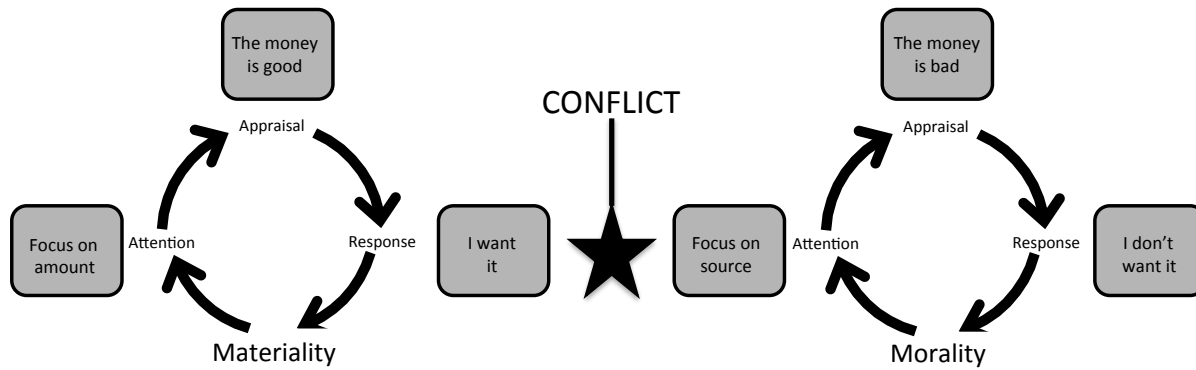 The money
is good
Appraisal
Focus on
amount
Attention
Response
I want
it
Materiality
CONFLICT
The money
is bad
Appraisal
Focus on
source
Attention
Response
I don’t
want it
Morality